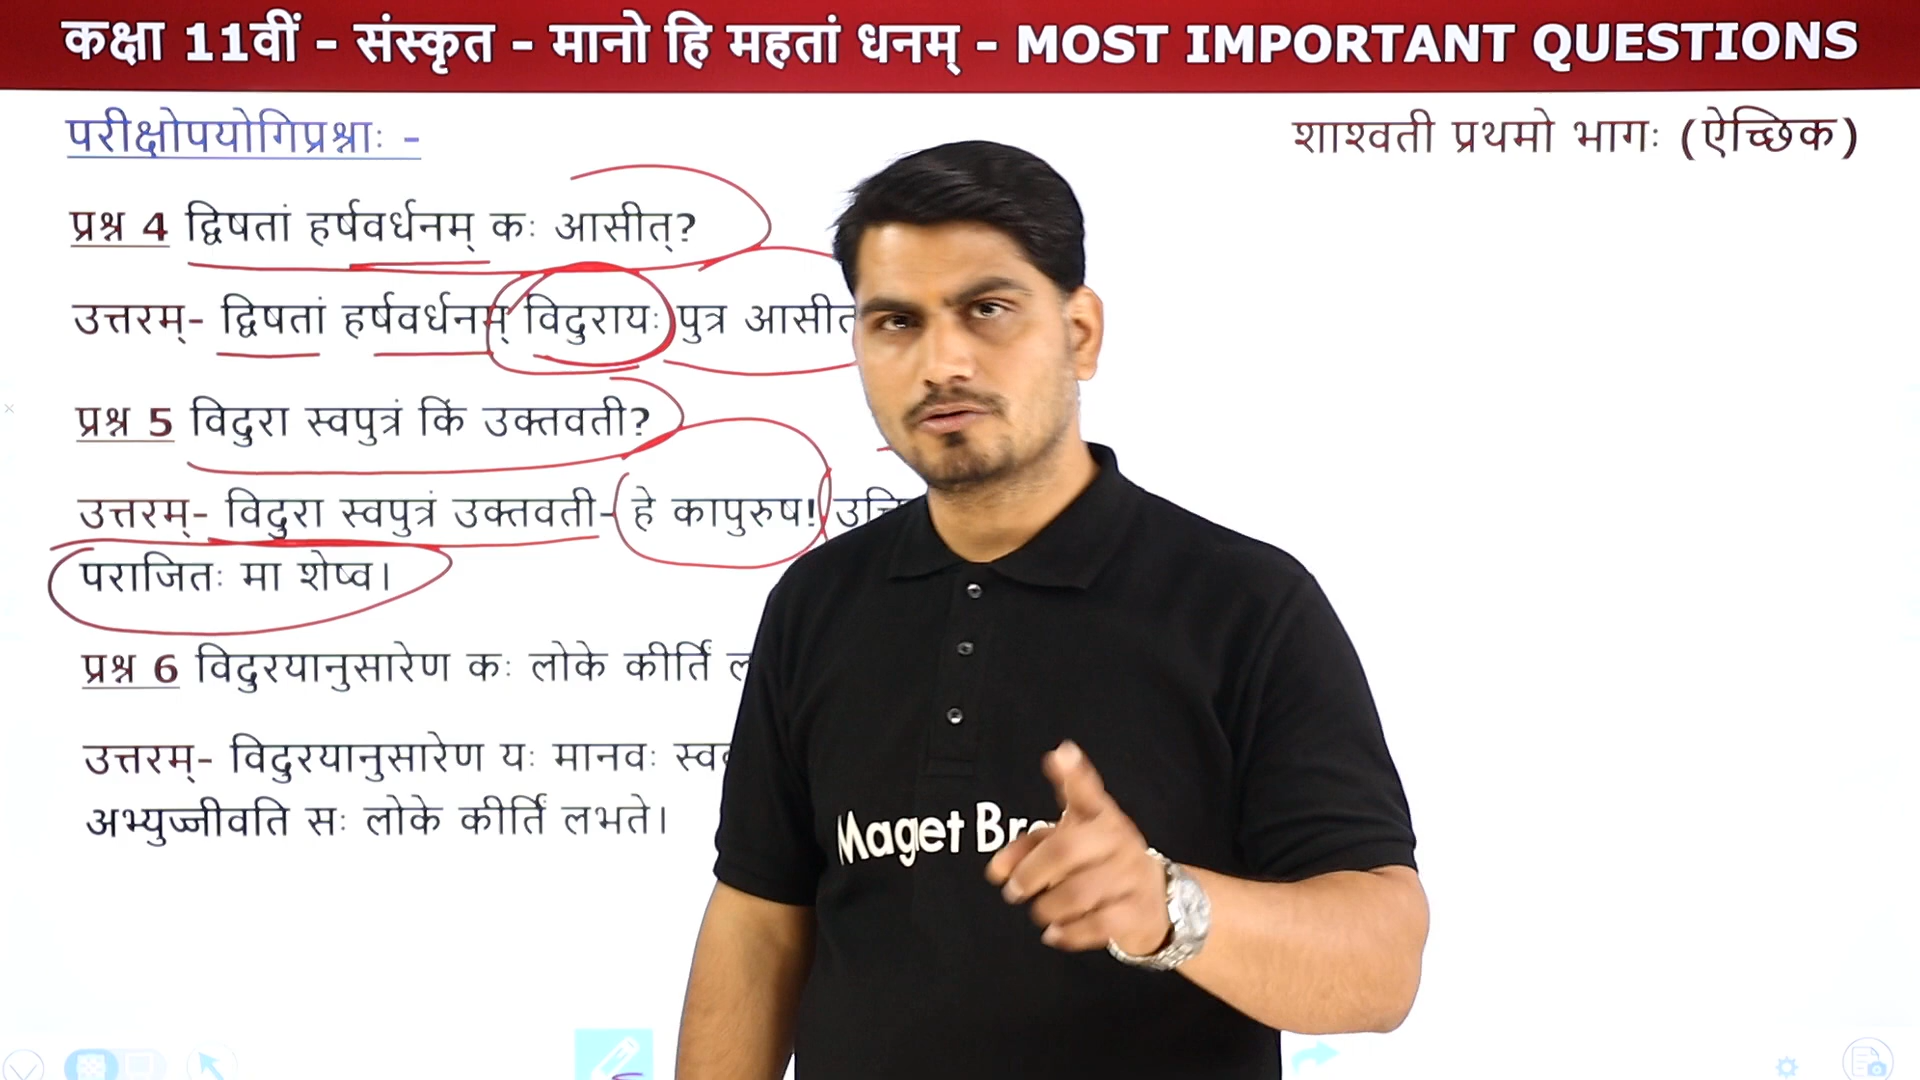 कक्षा 11वीं - संस्कृत - मानो हि महतां धनम् - MOST IMPORTANT QUESTIONS
परीक्षोपयोगिप्रश्नाः -
शाश्वती प्रथमो भागः (ऐच्छिक)
प्रश्न 4 द्विषतां हर्षवर्धनम् कः आसीत्?
उत्तरम्- द्विषतां हर्षवर्धनम् विदुरायः पुत्र
प्रश्न 5 विदुरा स्वपुत्रं किं उक्तवती?
उत्तरम्- विदुरा स्वपुत्रं उक्तवती- हे कापुरुष!
पराजितः मा शेष्व।
प्रश्न 6 विदुरयानुसारेण कः लोके कीर्तिं
उत्तरम्- विदुरयानुसारेण यः मानवः
अभ्युज्जीवति सः लोके कीर्तिं लभते।
Magnet